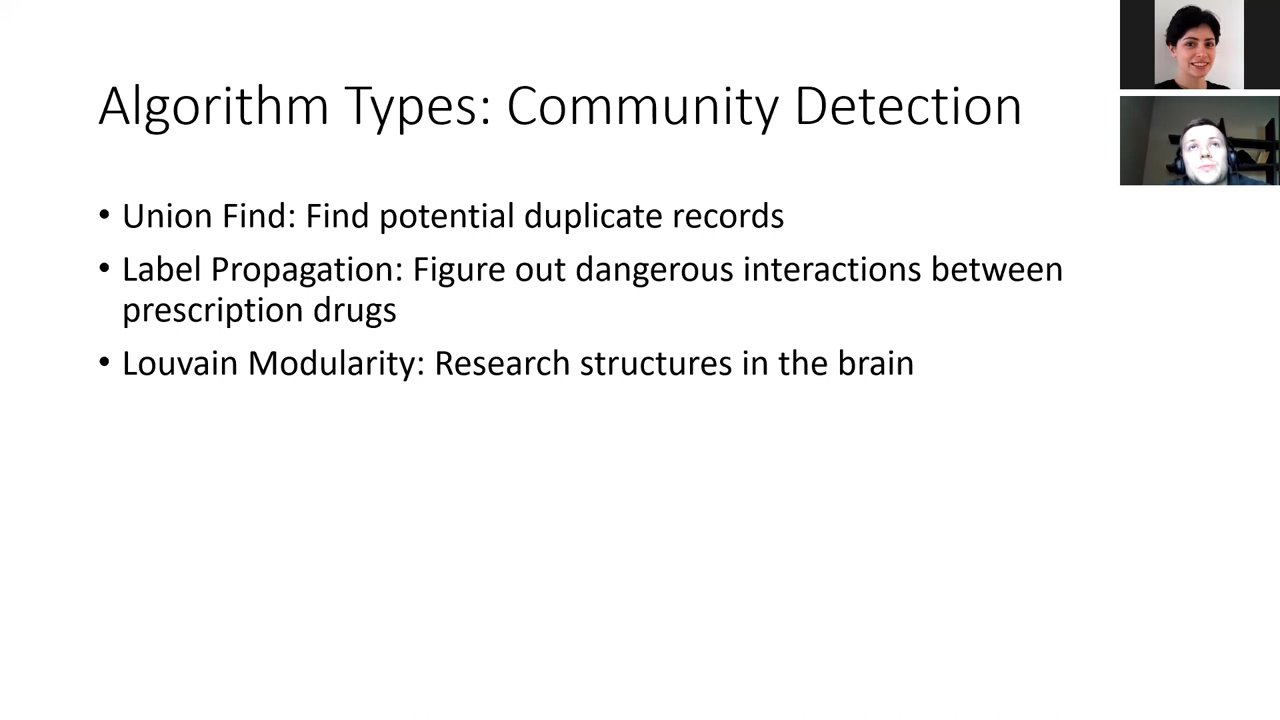 Algorithm Types: Community Detection
• Union Find: Find potential duplicate records
• Label Propagation: Figure out dangerous interactions between
prescription drugs
• Louvain Modularity: Research structures in the brain